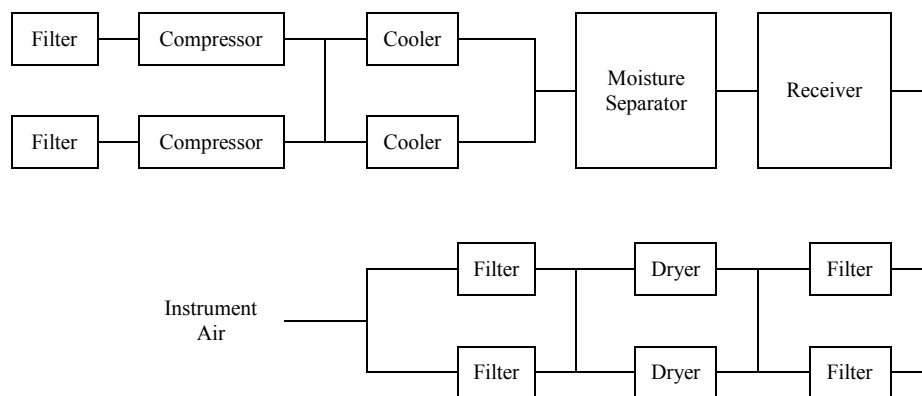 Filter
Compressor
Cooler
Moisture
Separator
Receiver
Filter
Compressor
Cooler
Filter
Dryer
Filter
Instrument
Air
Filter
Dryer
Filter